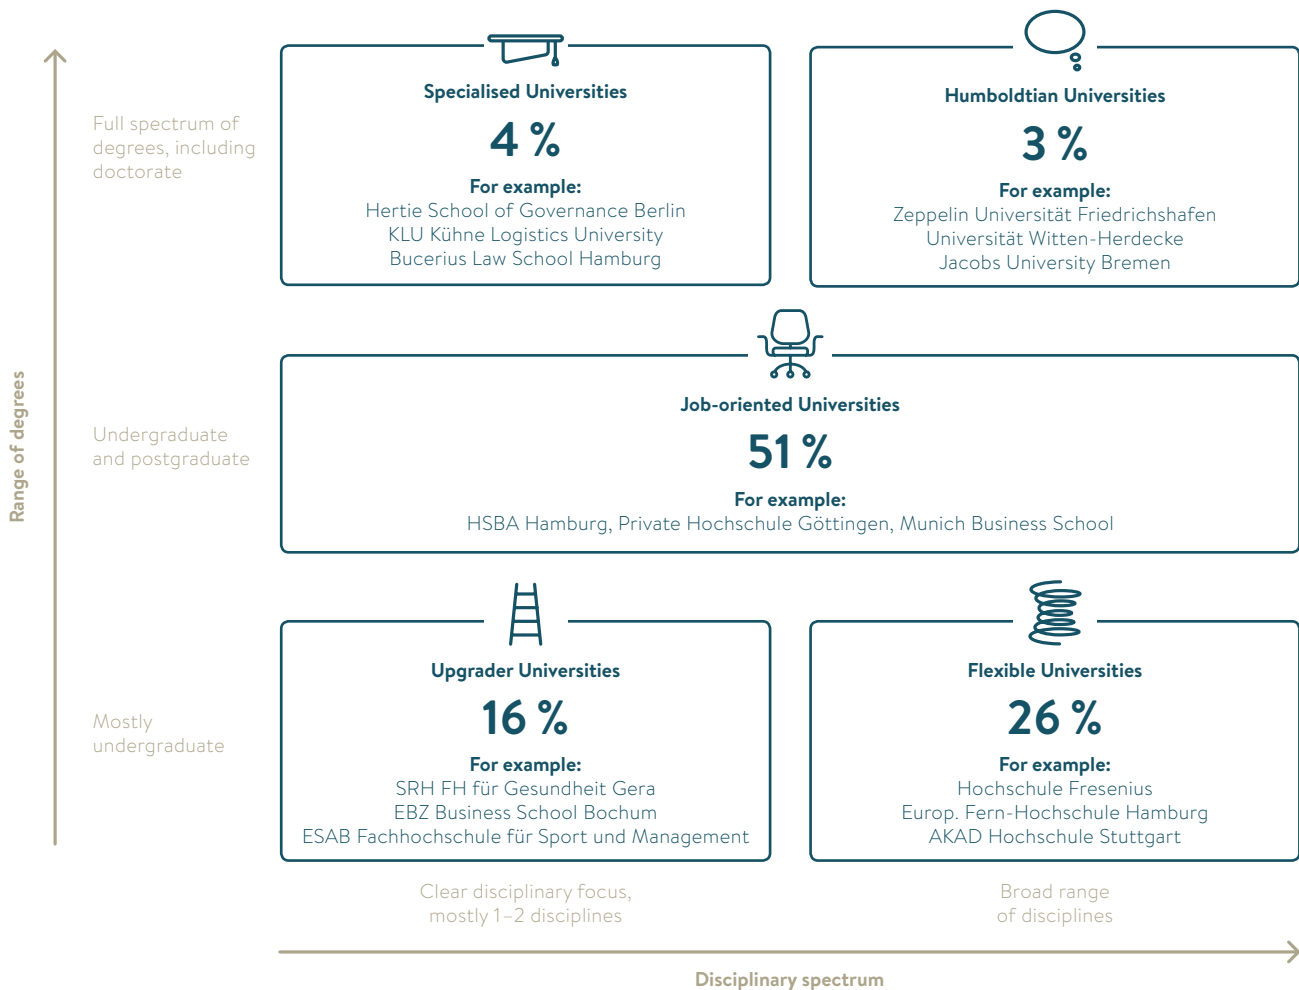 Range of degrees
Full spectrum of
degrees, including
doctorate
Specialised Universities
4 %
For example:
Hertie School of Governance Berlin
KLU Kühne Logistics University
Bucerius Law School Hamburg
Humboldtian Universities
3 %
For example:
Zeppelin Universität Friedrichshafen
Universität Witten-Herdecke
Jacobs University Bremen
Undergraduate
and postgraduate
Job-oriented Universities
51 %
For example:
HSBA Hamburg, Private Hochschule Göttingen, Munich Business School
Mostly
undergraduate
Upgrader Universities
16 %
For example:
SRH FH für Gesundheit Gera
EBZ Business School Bochum
ESAB Fachhochschule für Sport und Management
Flexible Universities
26 %
For example:
Hochschule Fresenius
Europ. Fern-Hochschule Hamburg
AKAD Hochschule Stuttgart
Clear disciplinary focus,
mostly 1–2 disciplines
Broad range
of disciplines
Disciplinary spectrum